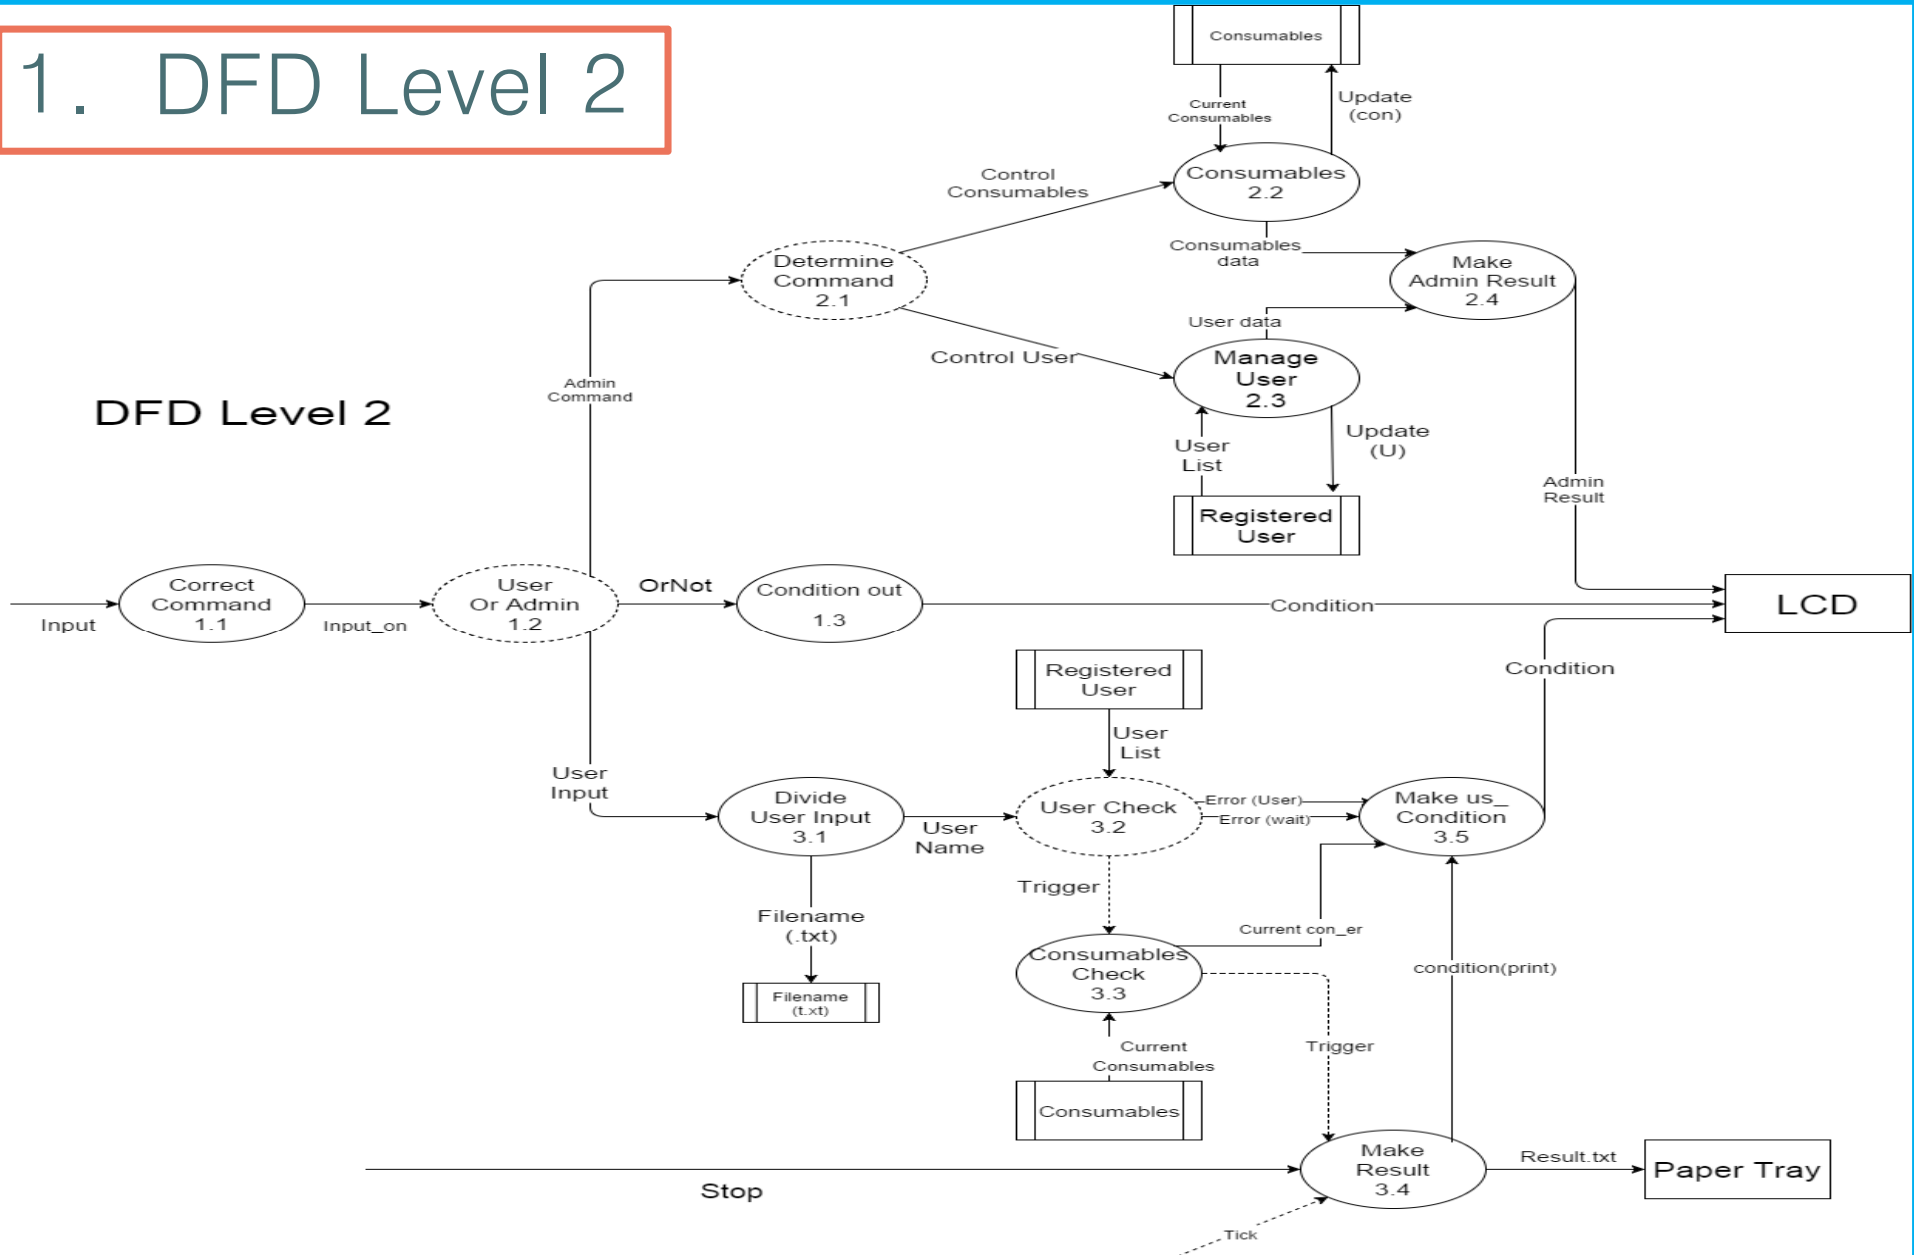 1. DFD Level 2
Consumables
Current
Consumables
Update
(con)
Control
Consumables
Consumables
2.2
Consumables
data
Determine
Command
2.1
Make
Admin Result
2.4
User data
Control User
Manage
User
2.3
Admin
Command
DFD Level 2
User
List
Update
(U)
Registered
User
Admin
Result
Input
Correct
Command
1.1
Input_on
User
Or Admin
1.2
OrNot
Condition out
1.3
Condition
LCD
Registered
User
User
List
Condition
User
Input
Divide
User Input
3.1
User
Name
User Check
3.2
Error (User)
Error (wait)
Make us_
Condition
3.5
Trigger
Filename
(.txt)
Filename
(t.xt)
Current con_er
Consumables
Check
3.3
condition(print)
Current
Consumables
Trigger
Consumables
Stop
Make
Result
3.4
Result.txt
Paper Tray
Tick